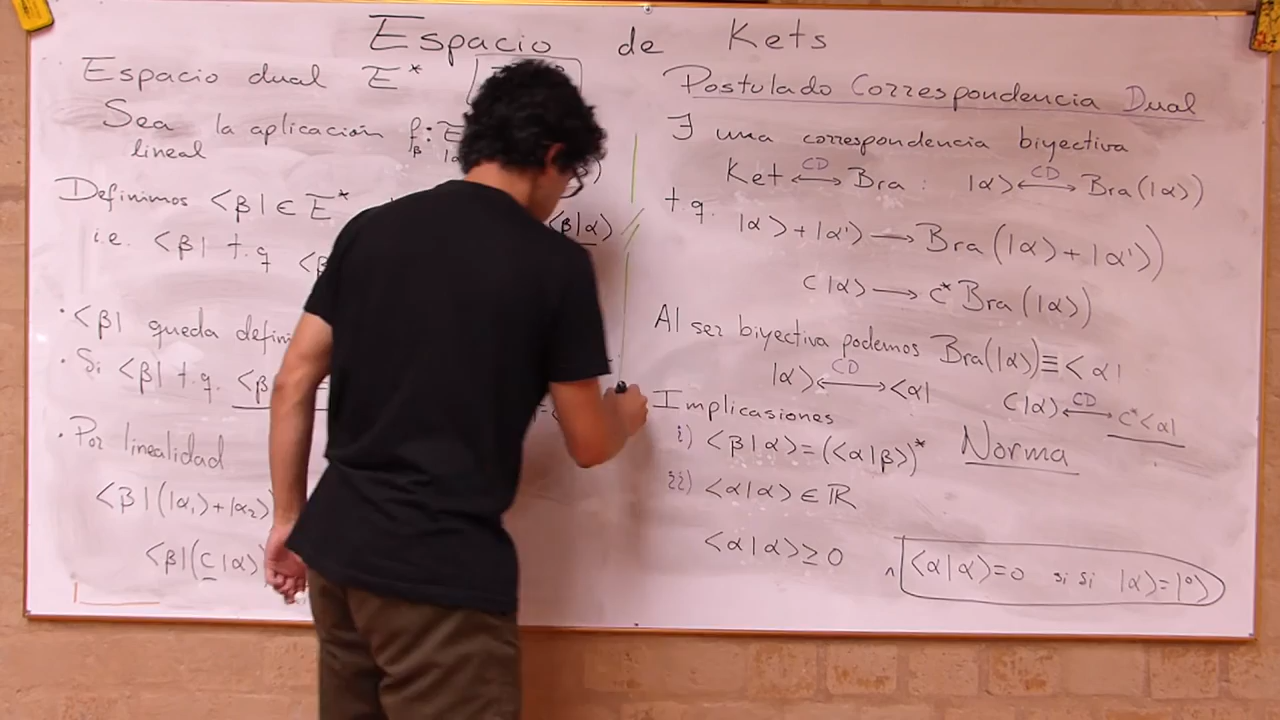 Espacio de Kets
Espacio dual E*
Sea la aplicación f_β: E
lineal
Definimos <β| ∈ E*
<β|α>
i.e. <β| t.q <β
· <β| queda defini
· Si <β| t.q. <β
· Por linealidad
<β|(|α₁>+|α₂>
<β|(C|α>
Postulado Correspondencia Dual
∃ una correspondencia biyectiva
Ket <-CD-> Bra : |α> <-CD-> Bra(|α>)
t.q. |α>+|α'> → Bra(|α>+|α'>)
C|α> → c* Bra(|α>)
Al ser biyectiva podemos Bra(|α>) ≡ <α|
|α> <-CD-> <α| C|α> <-CD-> c*<α|
Implicasiones
i) <β|α> = (<α|β>)* Norma
ii) <α|α> ∈ ℝ
<α|α> ≥ 0 ∧ <α|α>=0 si si |α>=|0>